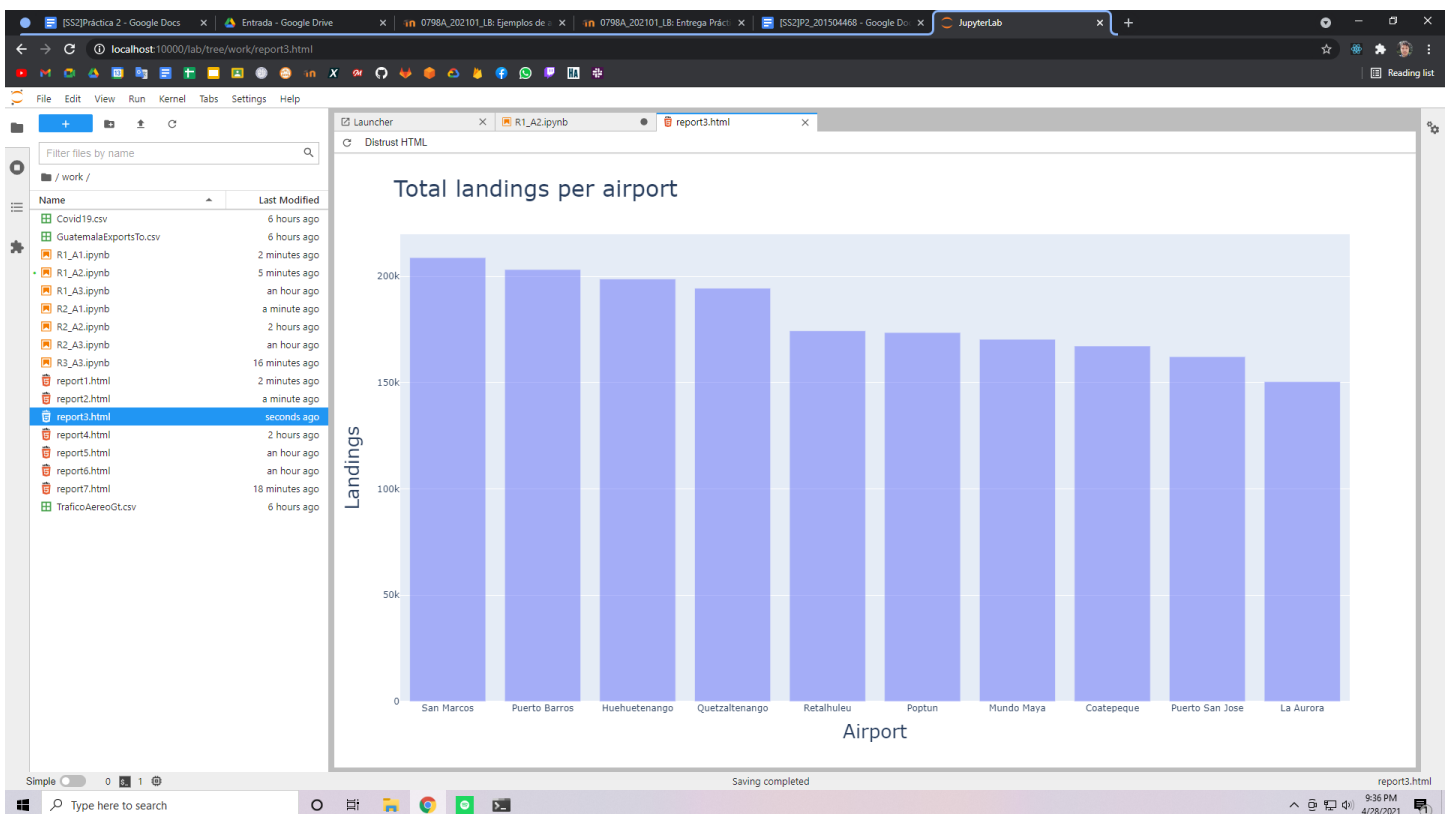 [SS2]Práctica 2 - Google Docs
Entrada - Google Drive
0798A_202101_LB: Ejemplos de a
0798A_202101_LB: Entrega Prácti
[SS2]P2_201504468 - Google Do
JupyterLab
localhost:10000/lab/tree/work/report3.html
Reading list
File Edit View Run Kernel Tabs Settings Help
Launcher
R1_A2.ipynb
report3.html
Distrust HTML
Filter files by name
/ work /
Name Last Modified
Covid19.csv 6 hours ago
GuatemalaExportsTo.csv 6 hours ago
R1_A1.ipynb 2 minutes ago
R1_A2.ipynb 5 minutes ago
R1_A3.ipynb an hour ago
R2_A1.ipynb a minute ago
R2_A2.ipynb 2 hours ago
R2_A3.ipynb an hour ago
R3_A3.ipynb 16 minutes ago
report1.html 2 minutes ago
report2.html a minute ago
report3.html seconds ago
report4.html 2 hours ago
report5.html an hour ago
report6.html an hour ago
report7.html 18 minutes ago
TraficoAereoGt.csv 6 hours ago
Total landings per airport
200k
150k
100k
50k
0
Landings
San Marcos Puerto Barros Huehuetenango Quetzaltenango Retalhuleu Poptun Mundo Maya Coatepeque Puerto San Jose La Aurora
Airport
Simple 0 1 Saving completed report3.html
Type here to search
9:36 PM
4/28/2021